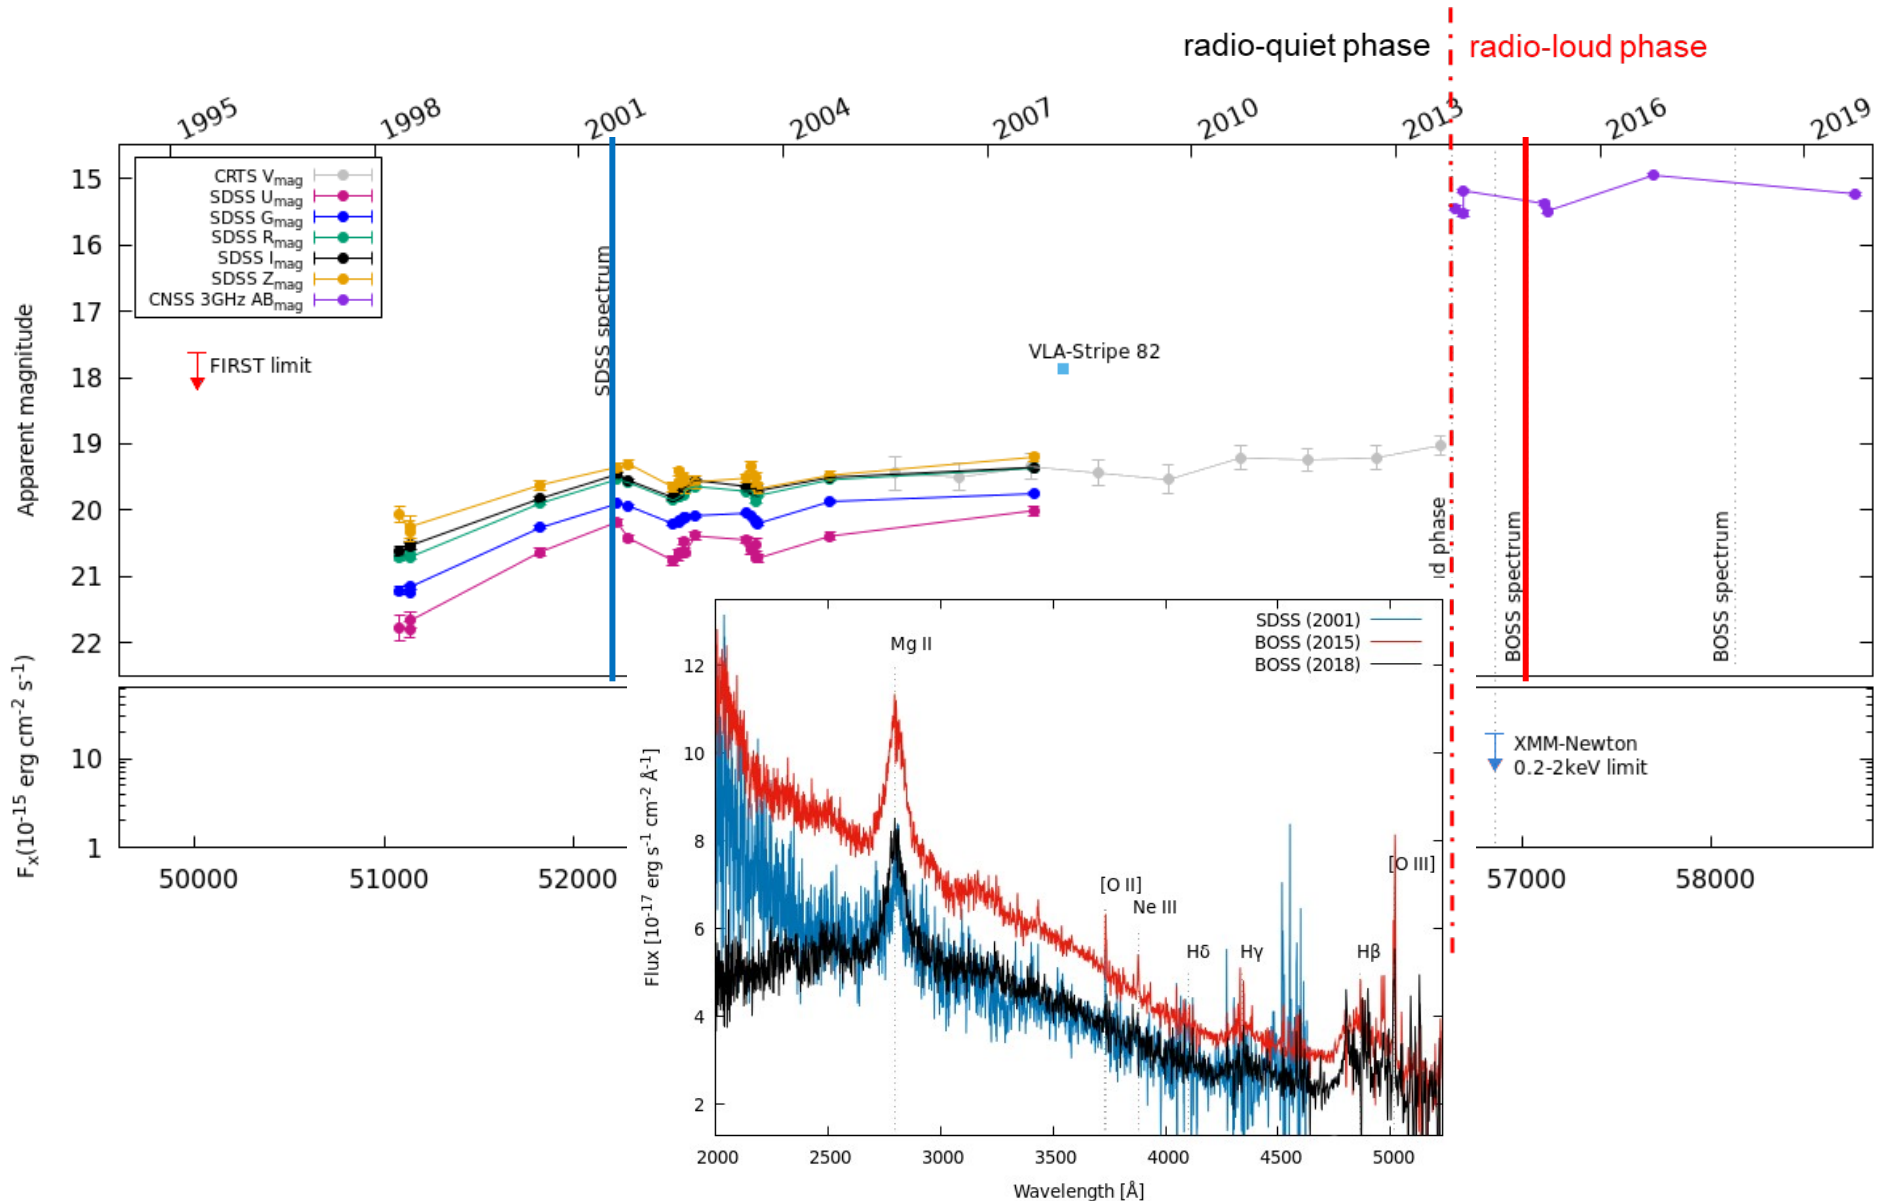 radio-quiet phase
radio-loud phase
1995
1998
2001
2004
2007
2010
2013
2016
2019
CRTS Vmag
SDSS Umag
SDSS Gmag
SDSS Rmag
SDSS Imag
SDSS Zmag
CNSS 3GHz ABmag
Apparent magnitude
15
16
17
18
19
20
21
22
FIRST limit
SDSS spectrum
VLA-Stripe 82
ıd phase
BOSS spectrum
BOSS spectrum
Fx(10-15 erg cm-2 s-1)
10
1
50000
51000
52000
57000
58000
XMM-Newton
0.2-2keV limit
SDSS (2001)
BOSS (2015)
BOSS (2018)
Mg II
[O II]
Ne III
Hδ
Hγ
Hβ
[O III]
Flux [10-17 erg s-1 cm-2 Å-1]
12
10
8
6
4
2
2000
2500
3000
3500
4000
4500
5000
Wavelength [Å]